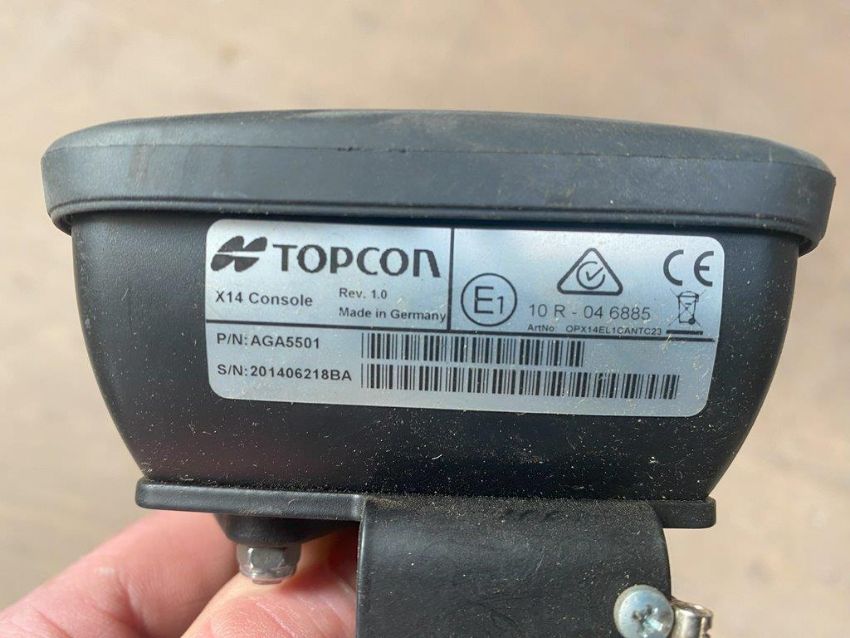 TOPCON
X14 Console
Rev. 1.0
Made in Germany
E1
10 R - 04 6885
CE
ArtNo: OPX14EL1CANTC23
P/N: AGA5501
S/N: 201406218BA